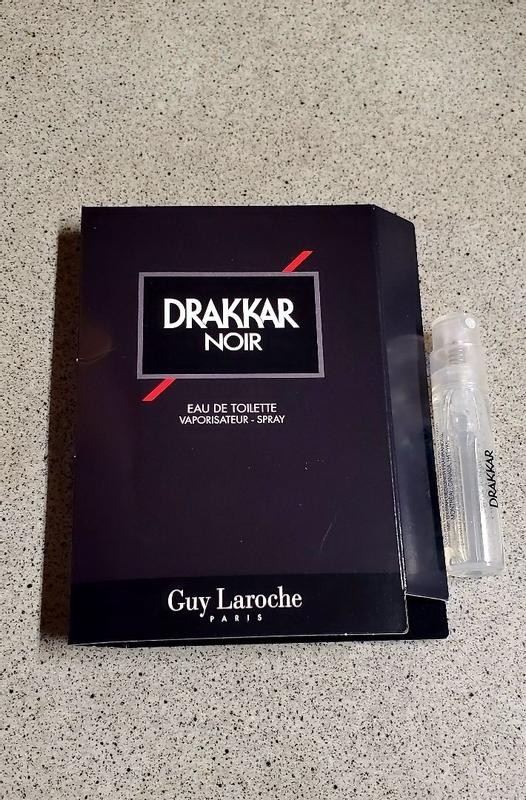 DRAKKAR
NOIR
EAU DE TOILETTE
VAPORISATEUR - SPRAY
Guy Laroche
PARIS
DRAKKAR